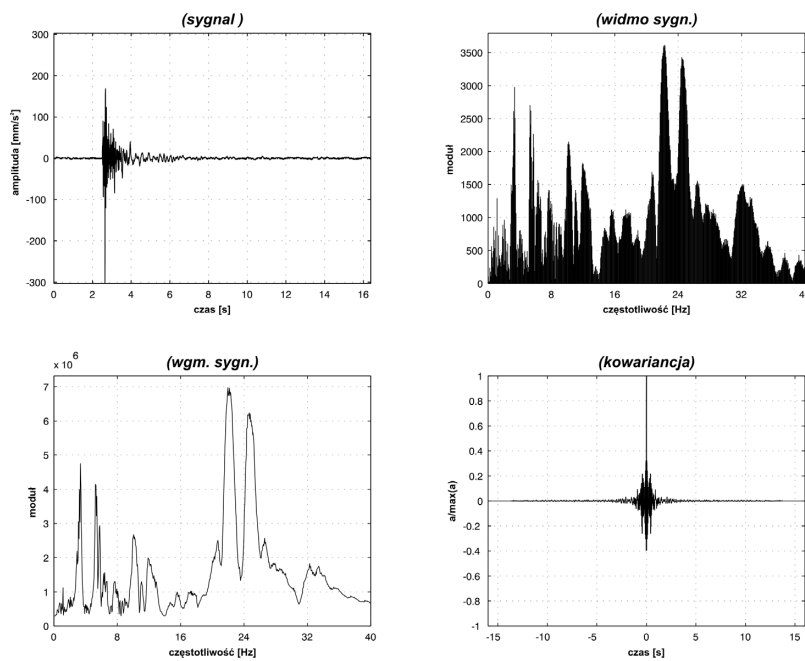 (sygnal )
300
200
100
0
-100
-200
-300
amplituda [mm/s²]
0 2 4 6 8 10 12 14 16
czas [s]
(widmo sygn.)
3500
3000
2500
2000
1500
1000
500
0
moduł
0 8 16 24 32 40
częstotliwość [Hz]
(wgm. sygn.)
x 10 6
7
6
5
4
3
2
1
0
moduł
0 8 16 24 32 40
częstotliwość [Hz]
(kowariancja)
1
0.8
0.6
0.4
0.2
0
-0.2
-0.4
-0.6
-0.8
-1
a/max(a)
−15 −10 −5 0 5 10 15
czas [s]